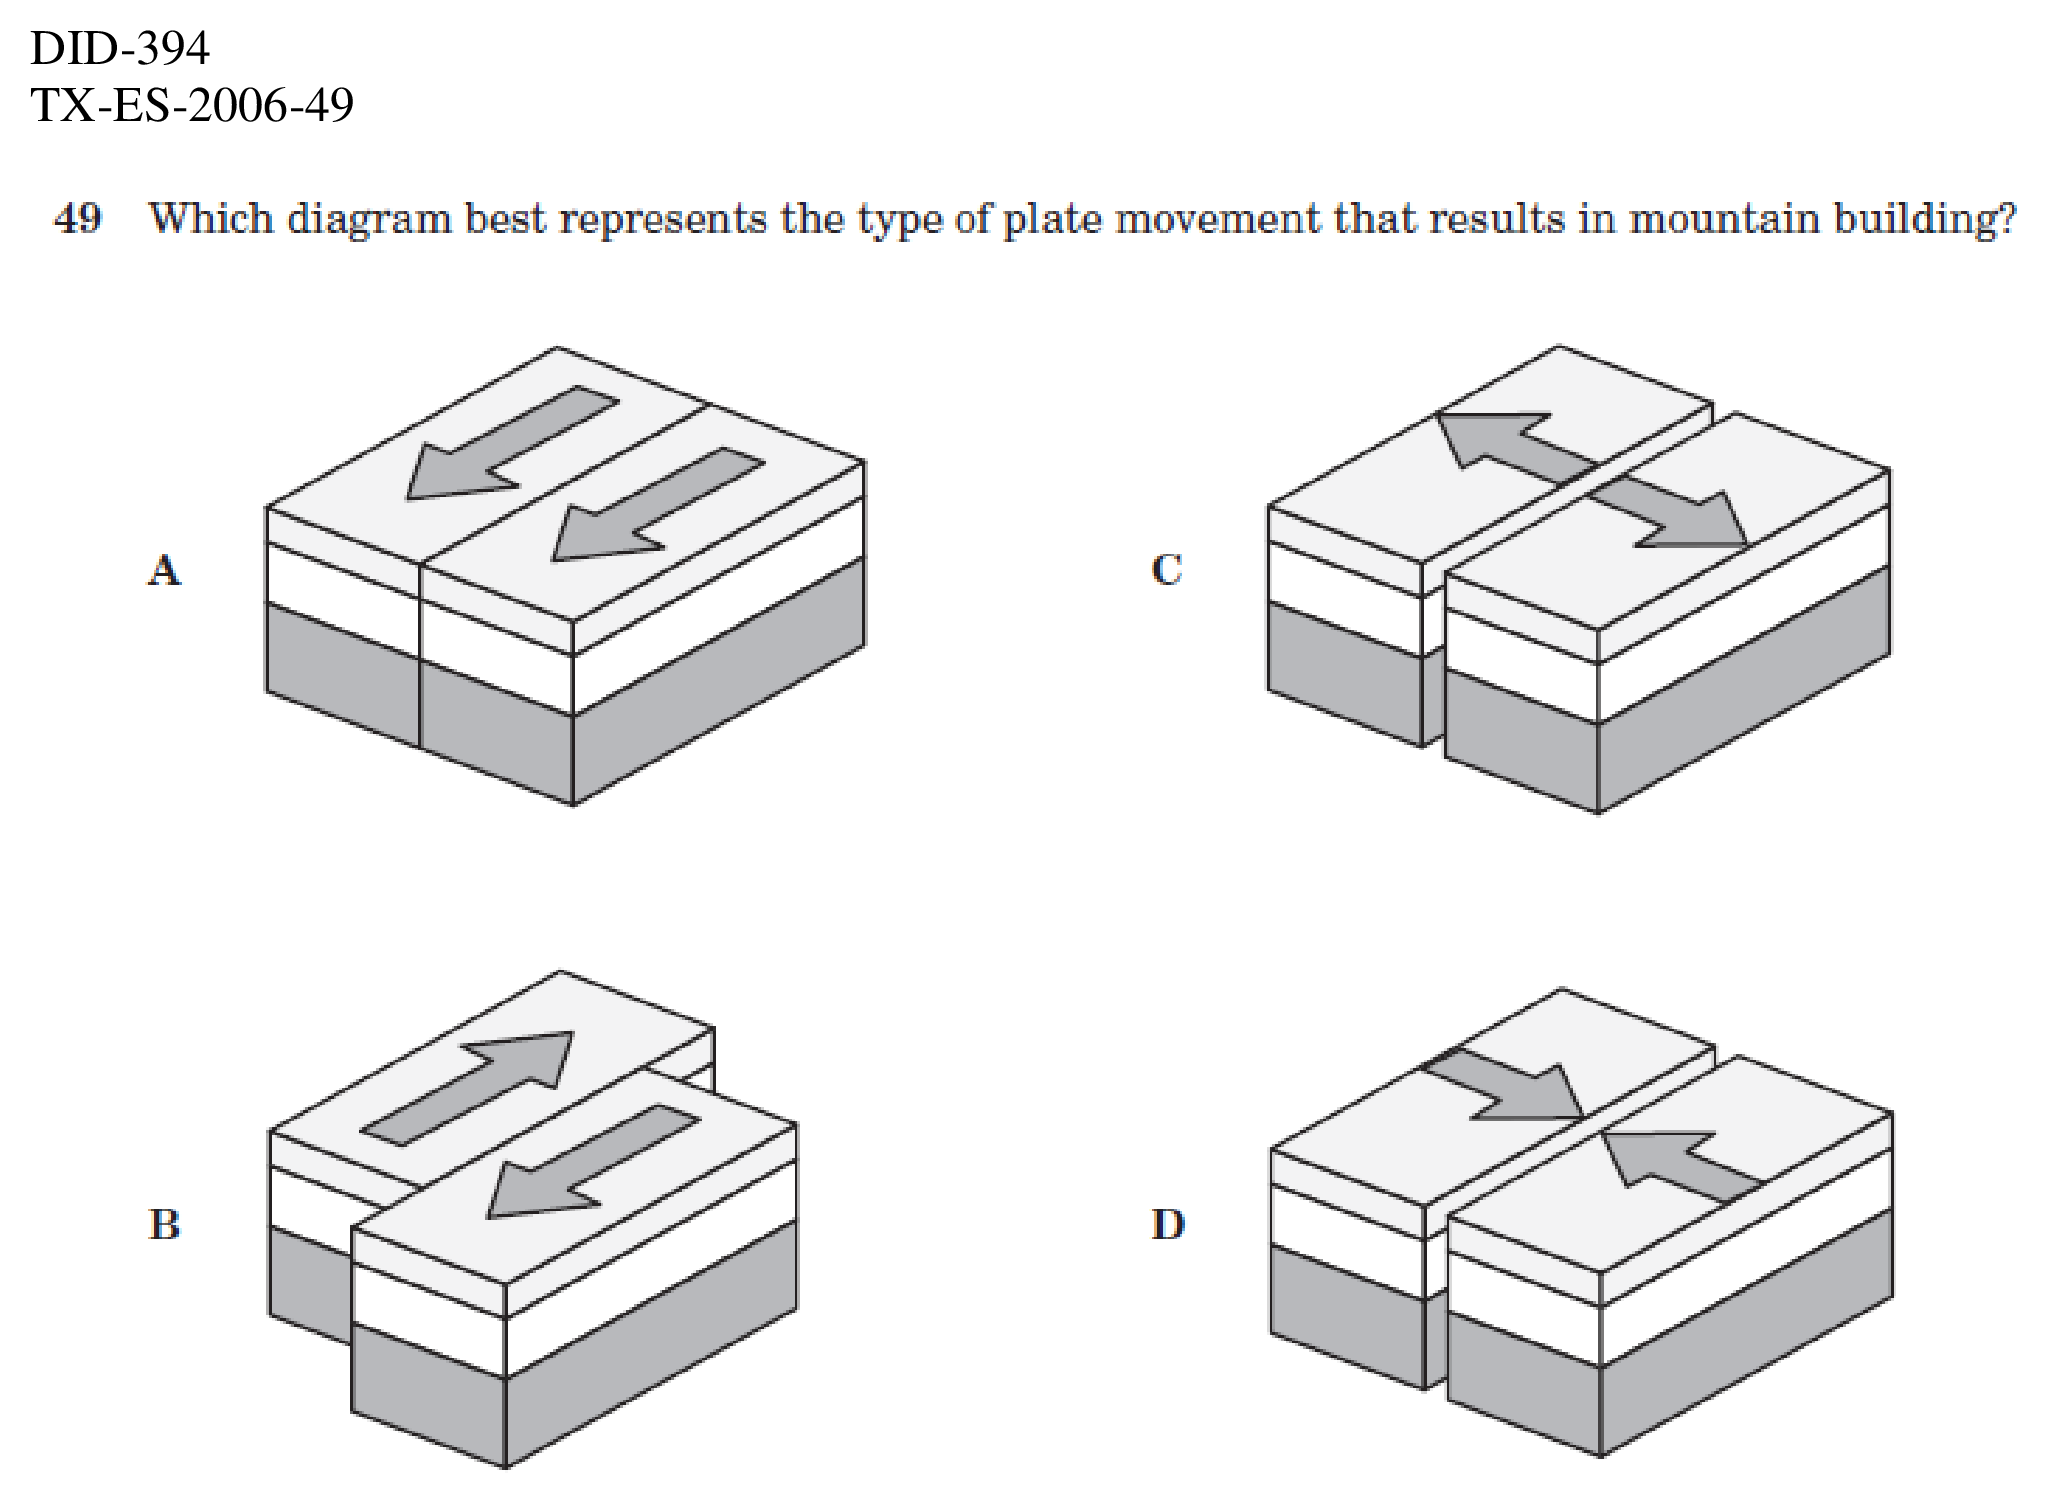 DID-394
TX-ES-2006-49
49 Which diagram best represents the type of plate movement that results in mountain building?
A
C
B
D